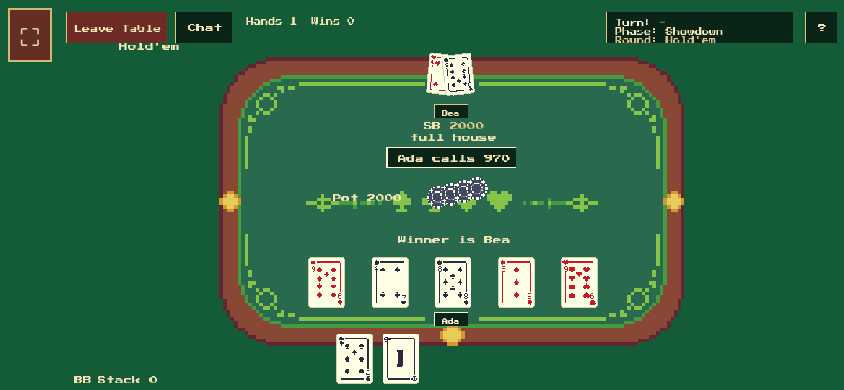 Leave Table
Chat
Hands 1 Wins 0
Turn: -
Phase: Showdown
Round: Hold'em
?
Hold'em
Bea
SB 2000
full house
Ada calls 970
Pot 2000
Winner is Bea
Ada
BB Stack 0